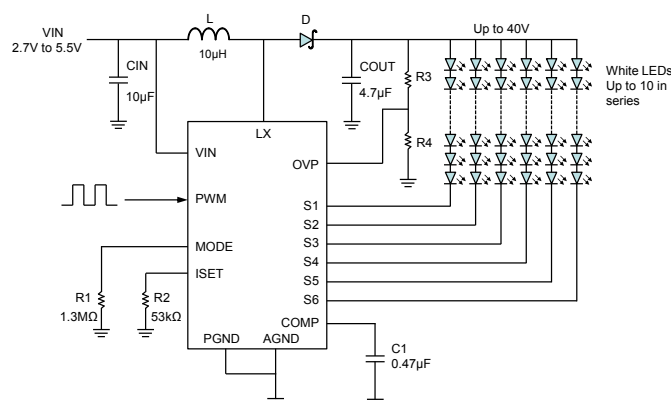 VIN
2.7V to 5.5V
L
10µH
D
Up to 40V
CIN
10µF
COUT
4.7µF
R3
R4
White LEDs
Up to 10 in
series
LX
VIN
OVP
PWM
S1
S2
S3
S4
S5
S6
MODE
ISET
COMP
R1
1.3MΩ
R2
53kΩ
PGND
AGND
C1
0.47µF